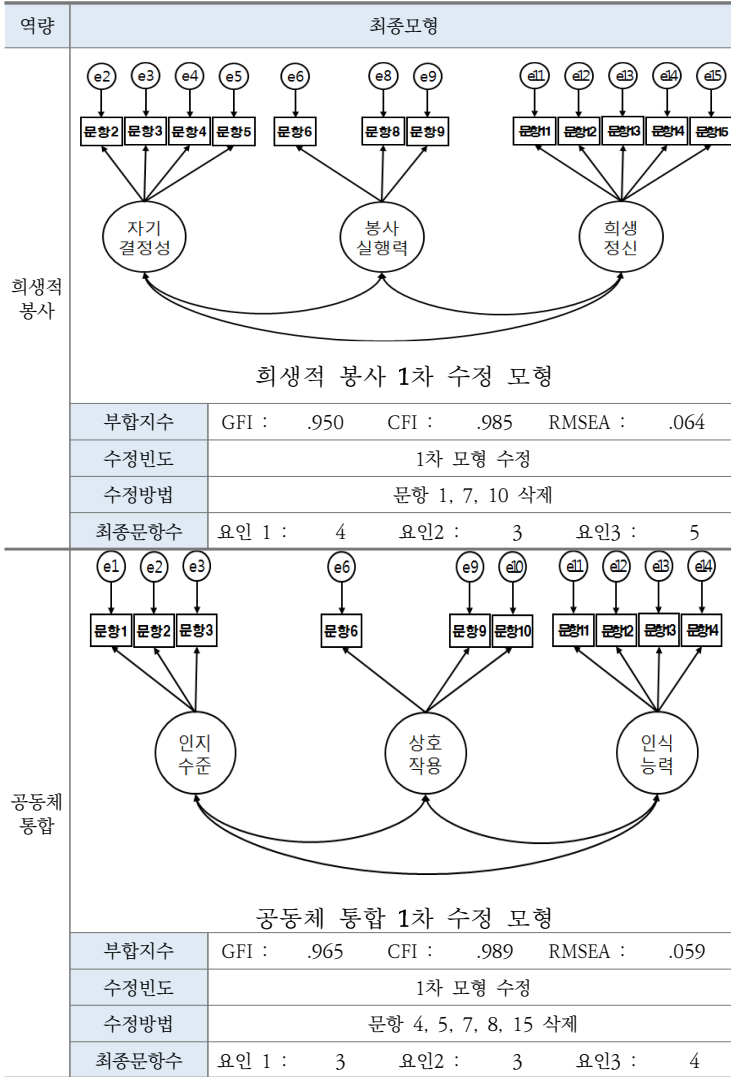 역량 최종모형
e2 e3 e4 e5 e6 e8 e9 e11 e12 e13 e14 e15
문항2 문항3 문항4 문항5 문항6 문항8 문항9 문항11 문항12 문항13 문항14 문항15
자기 결정성 봉사 실행력 희생 정신
희생적 봉사
희생적 봉사 1차 수정 모형
부합지수 GFI : .950 CFI : .985 RMSEA : .064
수정빈도 1차 모형 수정
수정방법 문항 1, 7, 10 삭제
최종문항수 요인 1 : 4 요인2 : 3 요인3 : 5
e1 e2 e3 e6 e9 e10 e11 e12 e13 e14
문항1 문항2 문항3 문항6 문항9 문항10 문항11 문항12 문항13 문항14
인지 수준 상호 작용 인식 능력
공동체 통합
공동체 통합 1차 수정 모형
부합지수 GFI : .965 CFI : .989 RMSEA : .059
수정빈도 1차 모형 수정
수정방법 문항 4, 5, 7, 8, 15 삭제
최종문항수 요인 1 : 3 요인2 : 3 요인3 : 4